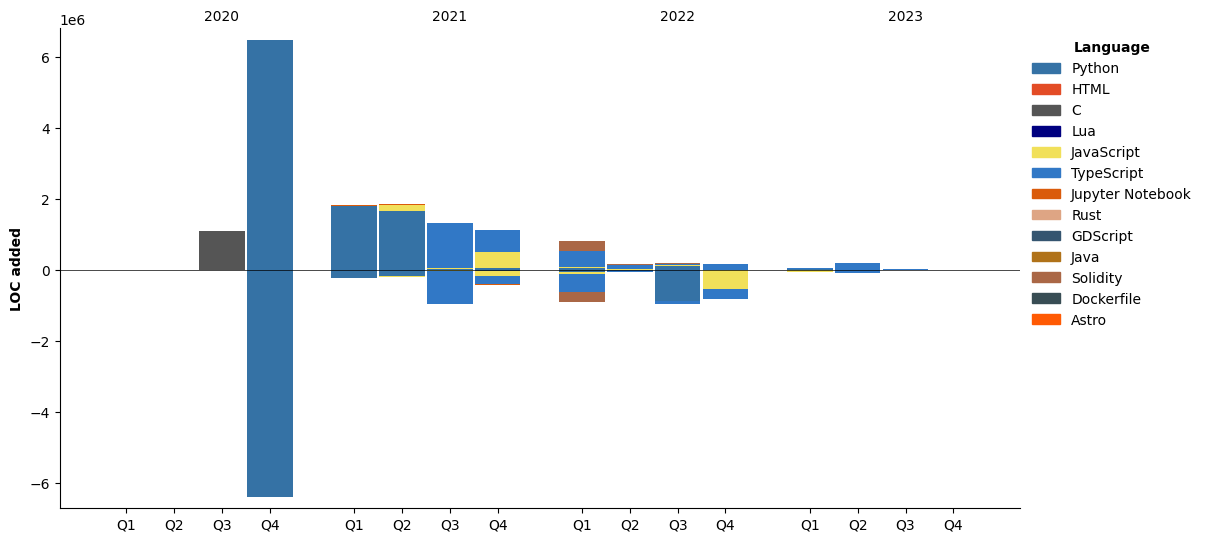 1e6
2020 2021 2022 2023
Language
Python
HTML
C
Lua
JavaScript
TypeScript
Jupyter Notebook
Rust
GDScript
Java
Solidity
Dockerfile
Astro
LOC added
6
4
2
0
−2
−4
−6
Q1 Q2 Q3 Q4 Q1 Q2 Q3 Q4 Q1 Q2 Q3 Q4 Q1 Q2 Q3 Q4